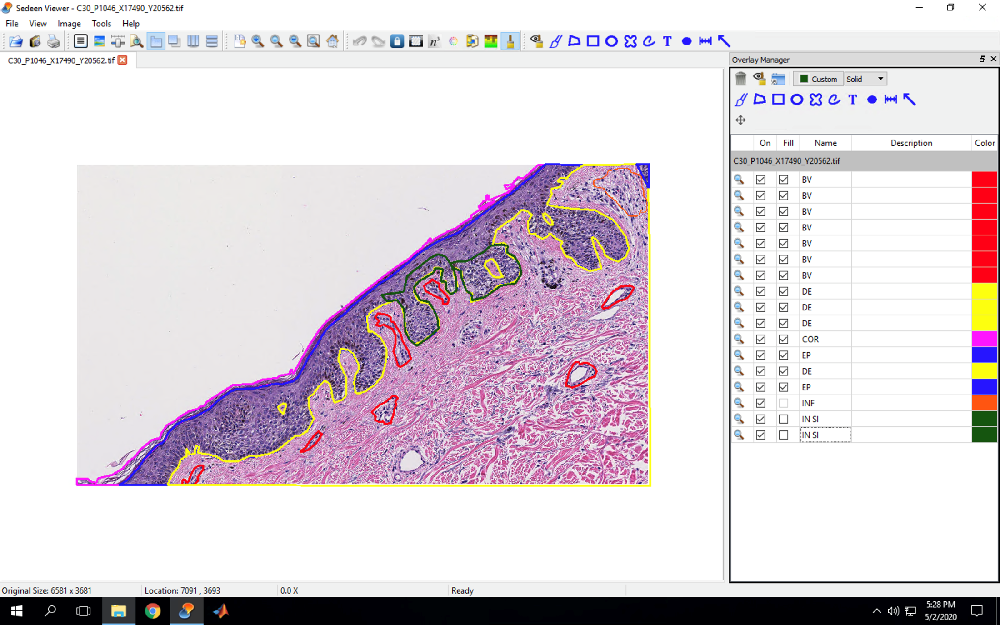 Sedeen Viewer - C30_P1046_X17490_Y20562.tif
File View Image Tools Help
1:1 n³ T
C30_P1046_X17490_Y20562.tif
Overlay Manager
Custom Solid
T
On Fill Name Description Color
C30_P1046_X17490_Y20562.tif
BV
BV
BV
BV
BV
BV
BV
DE
DE
DE
COR
EP
DE
EP
INF
IN SI
IN SI
Original Size: 6581 x 3681 Location: 7091 , 3693 0.0 X Ready
5:28 PM
5/2/2020